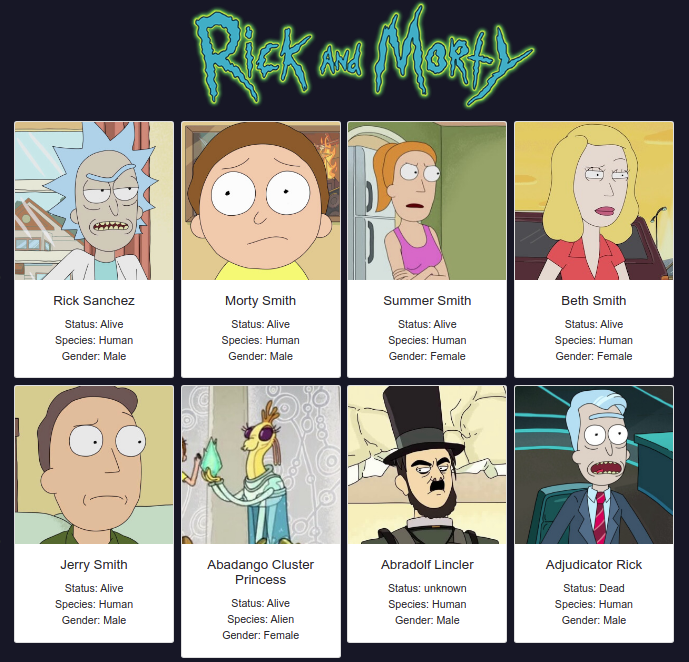 Rick and Morty
Rick Sanchez
Status: Alive
Species: Human
Gender: Male
Morty Smith
Status: Alive
Species: Human
Gender: Male
Summer Smith
Status: Alive
Species: Human
Gender: Female
Beth Smith
Status: Alive
Species: Human
Gender: Female
Jerry Smith
Status: Alive
Species: Human
Gender: Male
Abadango Cluster
Princess
Status: Alive
Species: Alien
Gender: Female
Abradolf Lincler
Status: unknown
Species: Human
Gender: Male
Adjudicator Rick
Status: Dead
Species: Human
Gender: Male